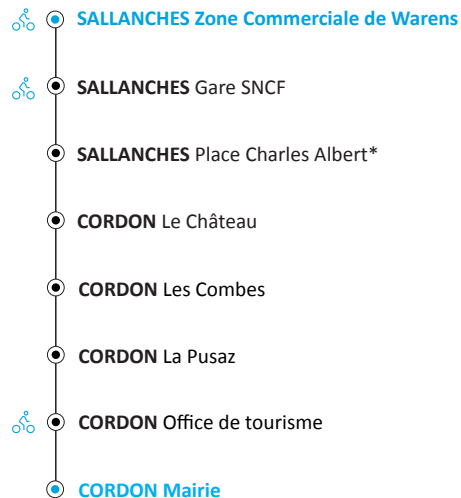 SALLANCHES Zone Commerciale de Warens
SALLANCHES Gare SNCF
SALLANCHES Place Charles Albert*
CORDON Le Château
CORDON Les Combes
CORDON La Pusaz
CORDON Office de tourisme
CORDON Mairie